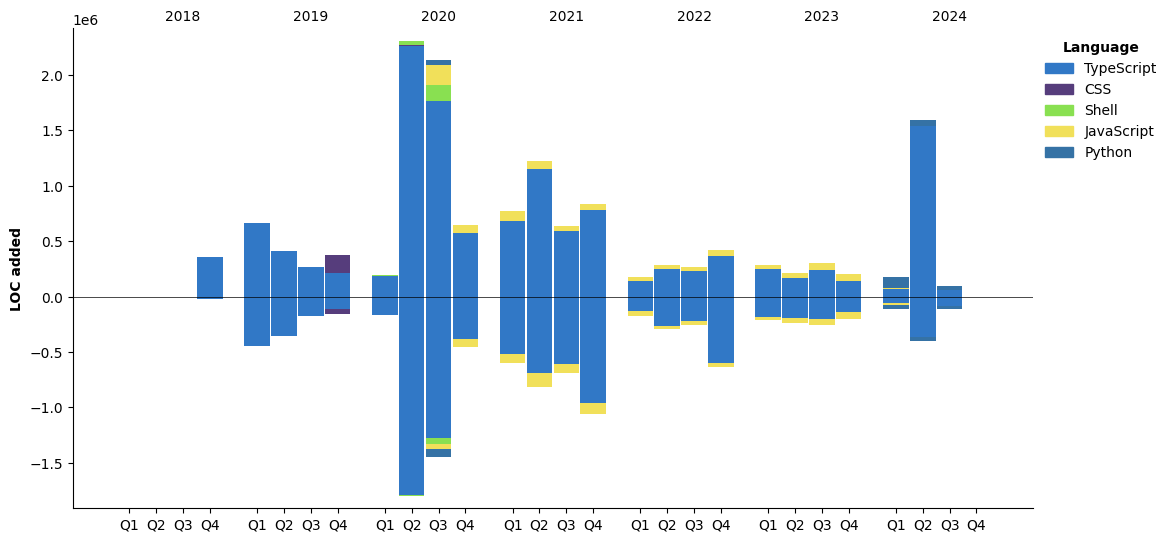 1e6
2018 2019 2020 2021 2022 2023 2024
Language
TypeScript
CSS
Shell
JavaScript
Python
LOC added
2.0
1.5
1.0
0.5
0.0
−0.5
−1.0
−1.5
Q1 Q2 Q3 Q4 Q1 Q2 Q3 Q4 Q1 Q2 Q3 Q4 Q1 Q2 Q3 Q4 Q1 Q2 Q3 Q4 Q1 Q2 Q3 Q4 Q1 Q2 Q3 Q4